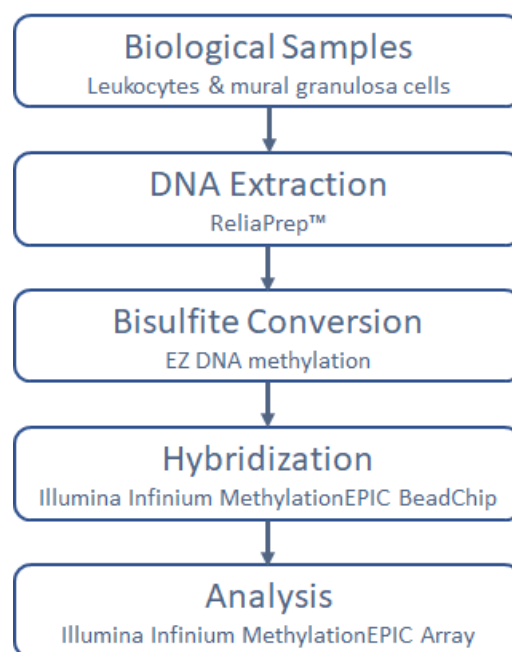 Biological Samples
Leukocytes & mural granulosa cells
DNA Extraction
ReliaPrep™
Bisulfite Conversion
EZ DNA methylation
Hybridization
Illumina Infinium MethylationEPIC BeadChip
Analysis
Illumina Infinium MethylationEPIC Array